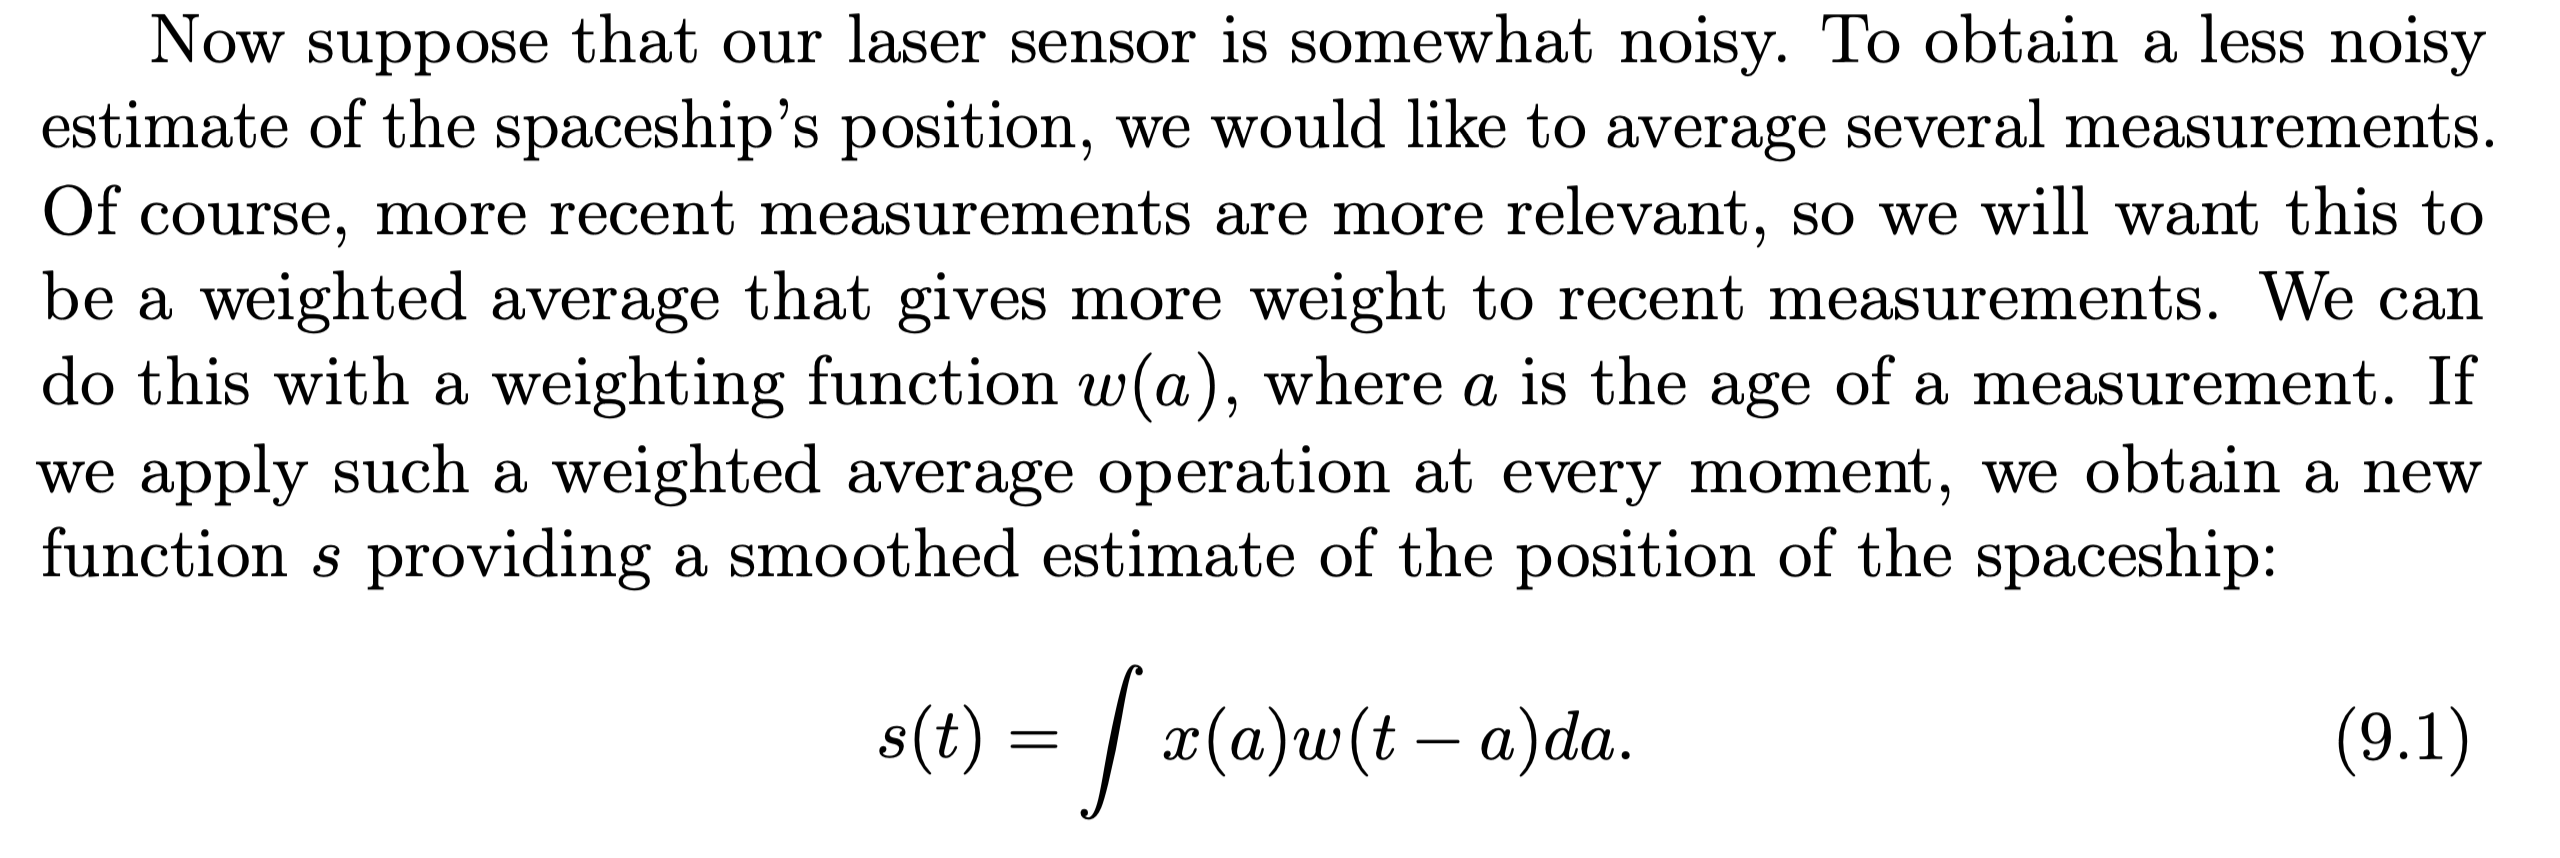 Now suppose that our laser sensor is somewhat noisy. To obtain a less noisy
estimate of the spaceship’s position, we would like to average several measurements.
Of course, more recent measurements are more relevant, so we will want this to
be a weighted average that gives more weight to recent measurements. We can
do this with a weighting function w(a), where a is the age of a measurement. If
we apply such a weighted average operation at every moment, we obtain a new
function s providing a smoothed estimate of the position of the spaceship:
s(t) = ∫ x(a)w(t − a)da. (9.1)